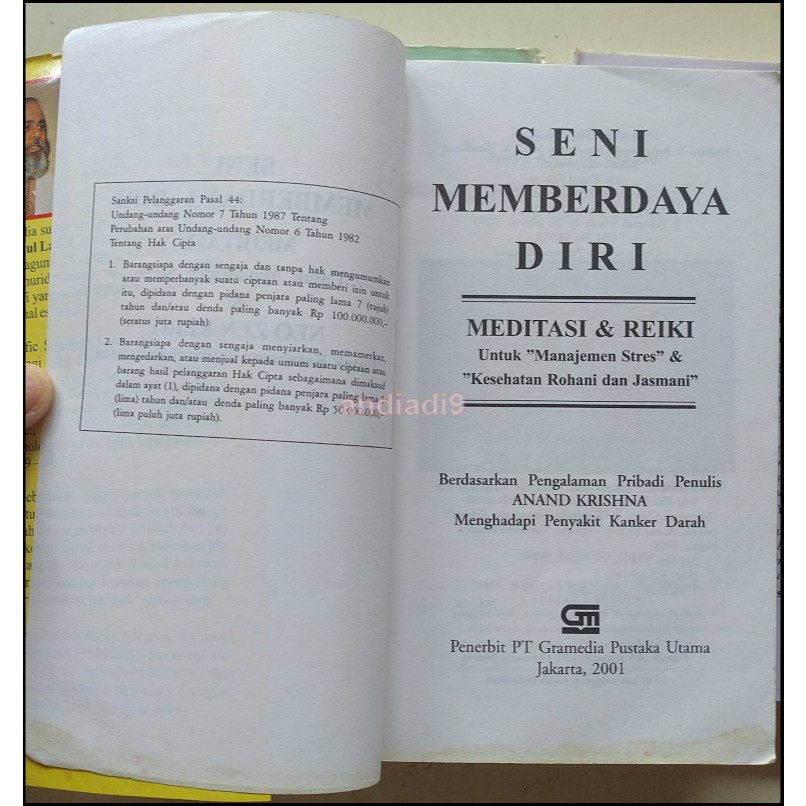 Sanksi Pelanggaran Pasal 44:
Undang-undang Nomor 7 Tahun 1987 Tentang
Perubahan atas Undang-undang Nomor 6 Tahun 1982
Tentang Hak Cipta
1. Barangsiapa dengan sengaja dan tanpa hak mengumumkan
atau memperbanyak suatu ciptaan atau memberi izin untuk
itu, dipidana dengan pidana penjara paling lama 7 (tujuh)
tahun dan/atau denda paling banyak Rp 100.000.000,-
(seratus juta rupiah).
2. Barangsiapa dengan sengaja menyiarkan, memamerkan,
mengedarkan, atau menjual kepada umum suatu ciptaan atau
barang hasil pelanggaran Hak Cipta sebagaimana dimaksud
dalam ayat (1), dipidana dengan pidana penjara paling lama 5
(lima) tahun dan/atau denda paling banyak Rp 50.000.000,-
(lima puluh juta rupiah).
SENI
MEMBERDAYA
DIRI
MEDITASI & REIKI
Untuk "Manajemen Stres" &
"Kesehatan Rohani dan Jasmani"
Berdasarkan Pengalaman Pribadi Penulis
ANAND KRISHNA
Menghadapi Penyakit Kanker Darah
GM
Penerbit PT Gramedia Pustaka Utama
Jakarta, 2001
andiadi9